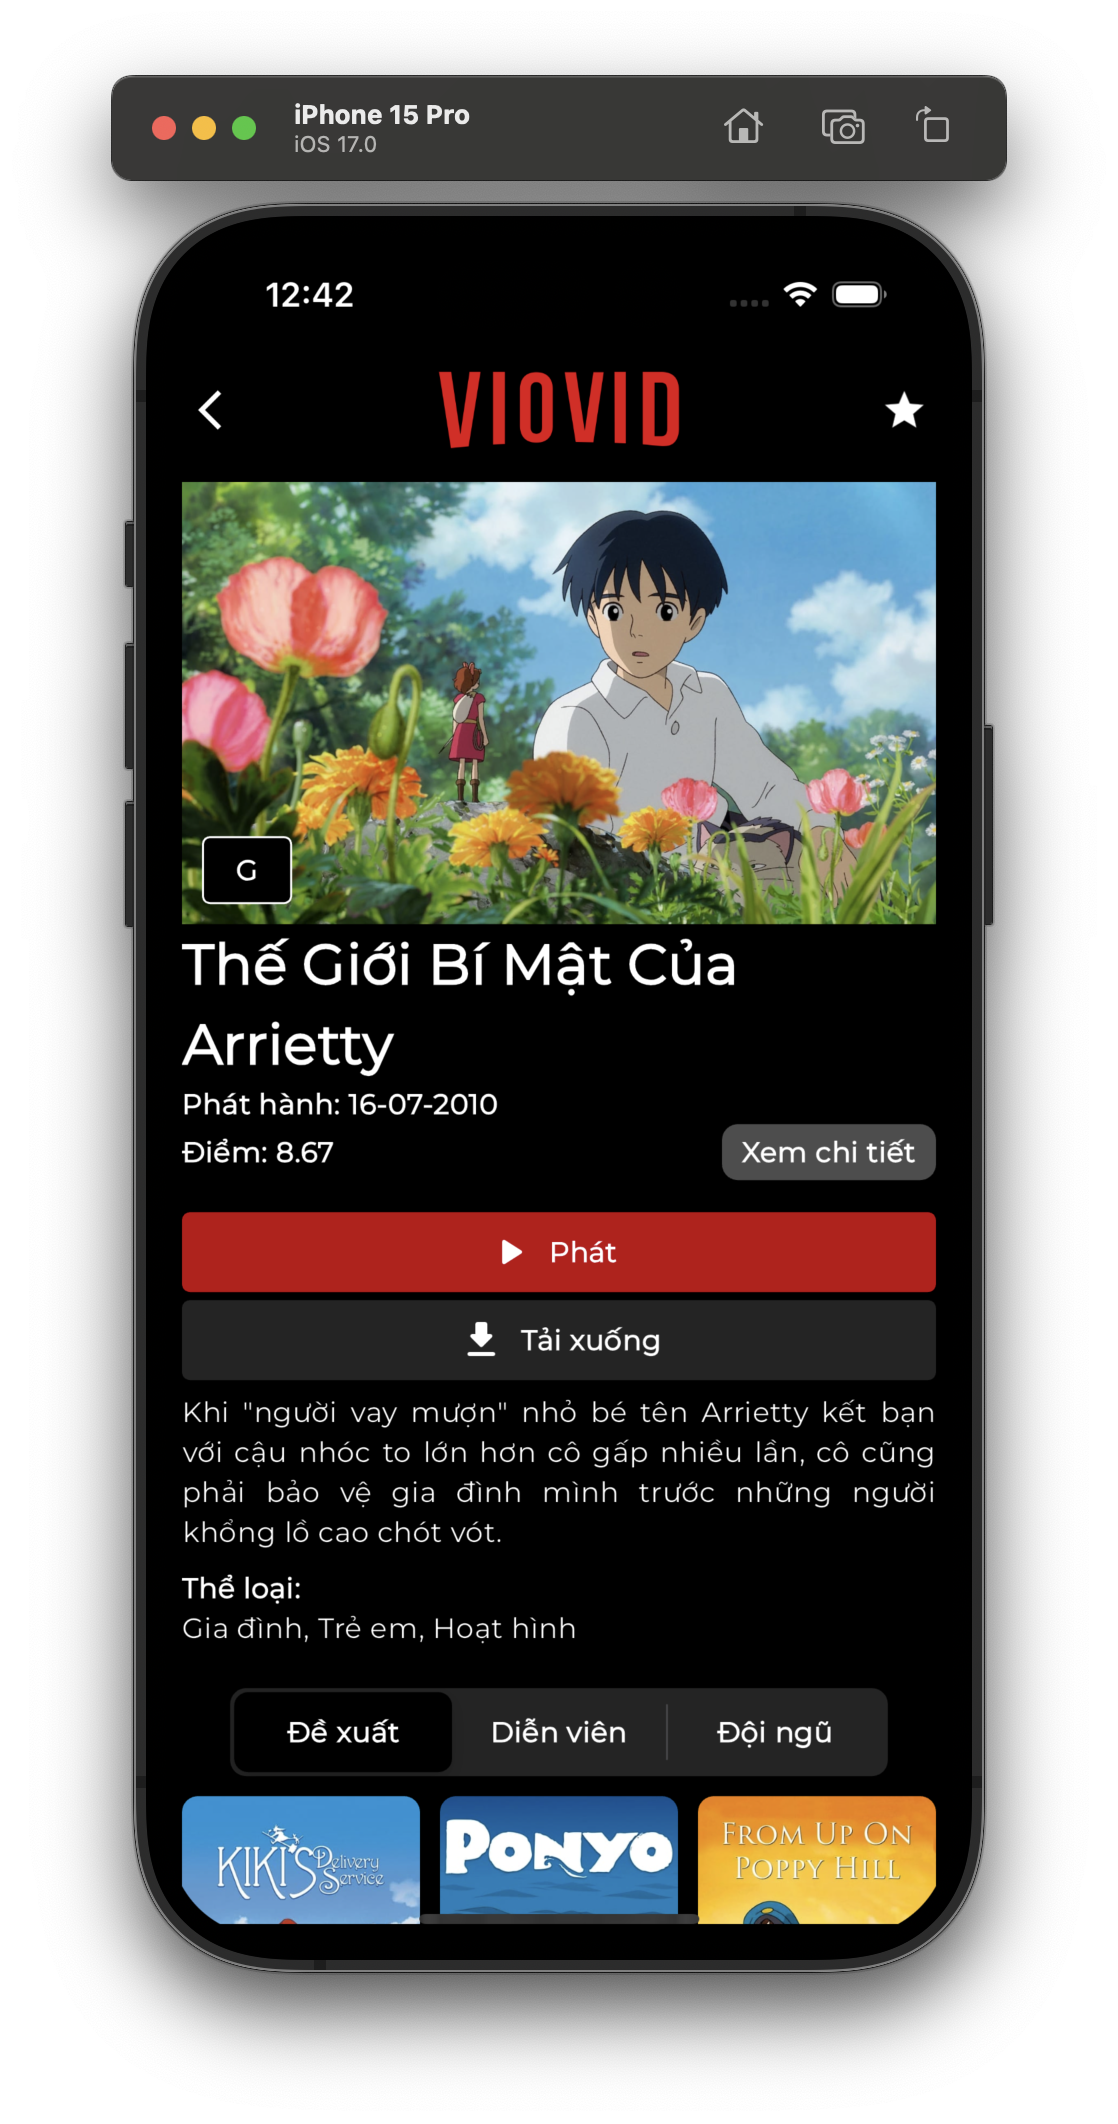 iPhone 15 Pro
iOS 17.0
12:42
VIOVID
G
Thế Giới Bí Mật Của
Arrietty
Phát hành: 16-07-2010
Điểm: 8.67
Xem chi tiết
Phát
Tải xuống
Khi "người vay mượn" nhỏ bé tên Arrietty kết bạn
với cậu nhóc to lớn hơn cô gấp nhiều lần, cô cũng
phải bảo vệ gia đình mình trước những người
khổng lồ cao chót vót.
Thể loại:
Gia đình, Trẻ em, Hoạt hình
Đề xuất
Diễn viên
Đội ngũ
KIKI'S Delivery
Service
PONYO
FROM UP ON
POPPY HILL